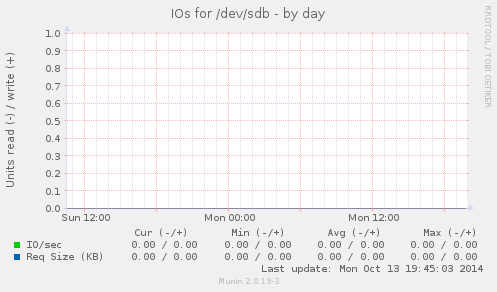 IOs for /dev/sdb - by day
RRDTOOL / TOBI OETIKER
Units read (-) / write (+)
1.0
0.9
0.8
0.7
0.6
0.5
0.4
0.3
0.2
0.1
0.0
Sun 12:00 Mon 00:00 Mon 12:00
Cur (-/+) Min (-/+) Avg (-/+) Max (-/+)
IO/sec 0.00 / 0.00 0.00 / 0.00 0.00 / 0.00 0.00 / 0.00
Req Size (KB) 0.00 / 0.00 0.00 / 0.00 0.00 / 0.00 0.00 / 0.00
Last update: Mon Oct 13 19:45:03 2014
Munin 2.0.19-3